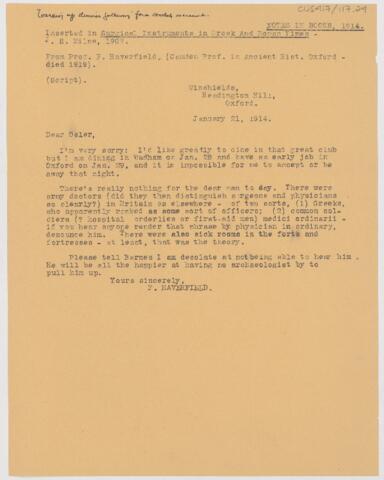 CUS417/117.29
NOTES IN BOOKS, 1914.
Inserted in Surgical Instruments in Greek And Roman Times -
J. S. Milne, 1907.
From Prof. F. Haverfield, (Camden Prof. in Ancient Hist. Oxford -
died 1919).
(Script).
Winshields,
Headington Hill,
Oxford.
January 21, 1914.
Dear Osler,
I'm very sorry: I'd like greatly to dine in that great club
but I am dining in Wadham on Jan. 28 and have an early job in
Oxford on Jan. 29, and it is impossible for me to accept or be
away that night.
There's really nothing for the dear man to say. There were
army doctors (did they then distinguish surgeons and physicians
so clearly?) in Britain as elsewhere - of two sorts, (1) Greeks,
who apparently ranked as some sort of officers; (2) common sol-
diers (? Hospital orderlies or first-aid men) medici ordinarii -
if you hear anyone render that phrase by physician in ordinary,
denounce him. There were also sick rooms in the forts and
fortresses - at least, that was the theory.
Please tell Barnes I am desolate at notbeing able to hear him.
He will be all the happier at having no archaeologist by to
pull him up.
Yours sincerely,
F. HAVERFIELD.